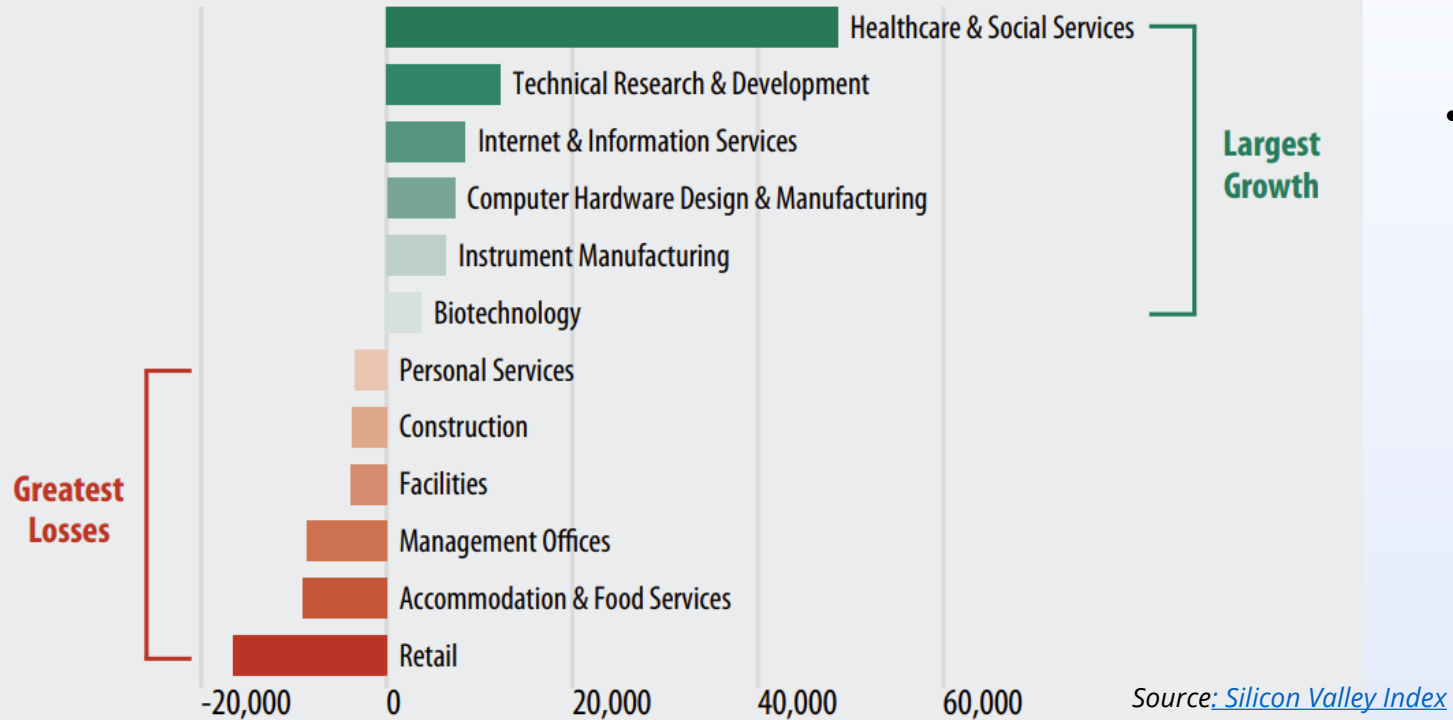 Healthcare & Social Services
Technical Research & Development
Internet & Information Services
Largest
Growth
Computer Hardware Design & Manufacturing
Instrument Manufacturing
Biotechnology
Personal Services
Construction
Greatest
Losses
Facilities
Management Offices
Accommodation & Food Services
Retail
-20,000 0 20,000 40,000 60,000
Source: Silicon Valley Index